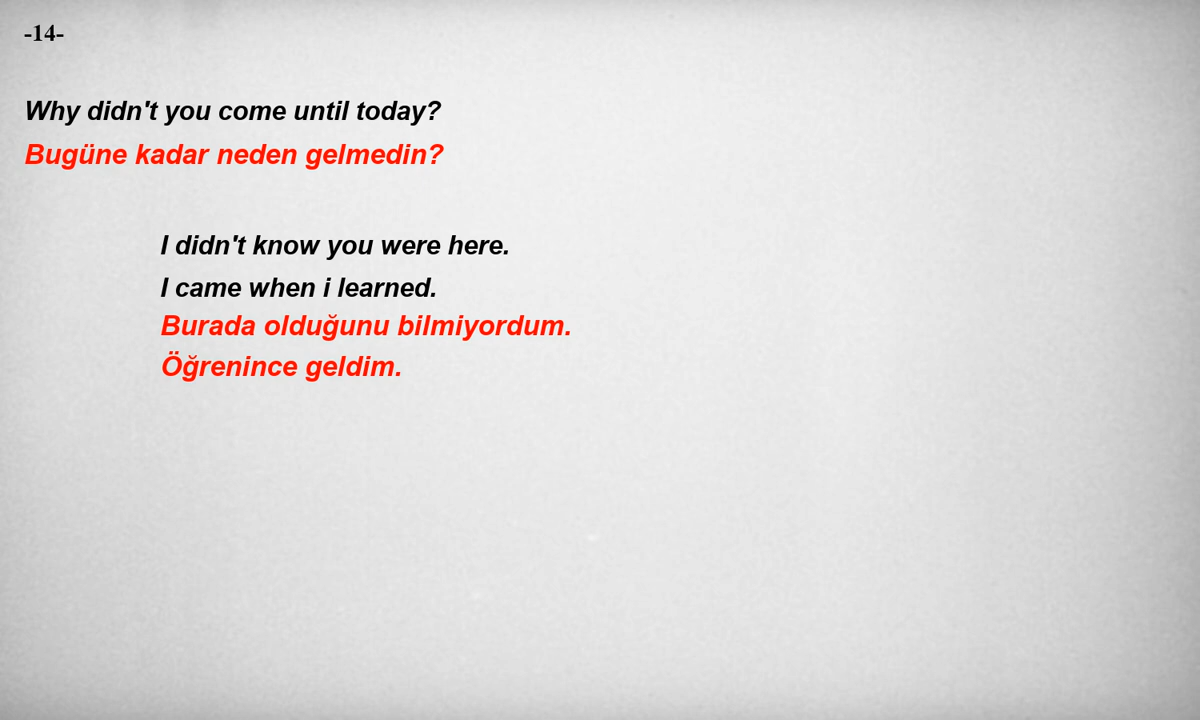 -14-
Why didn't you come until today?
Bugüne kadar neden gelmedin?
I didn't know you were here.
I came when i learned.
Burada olduğunu bilmiyordum.
Öğrenince geldim.